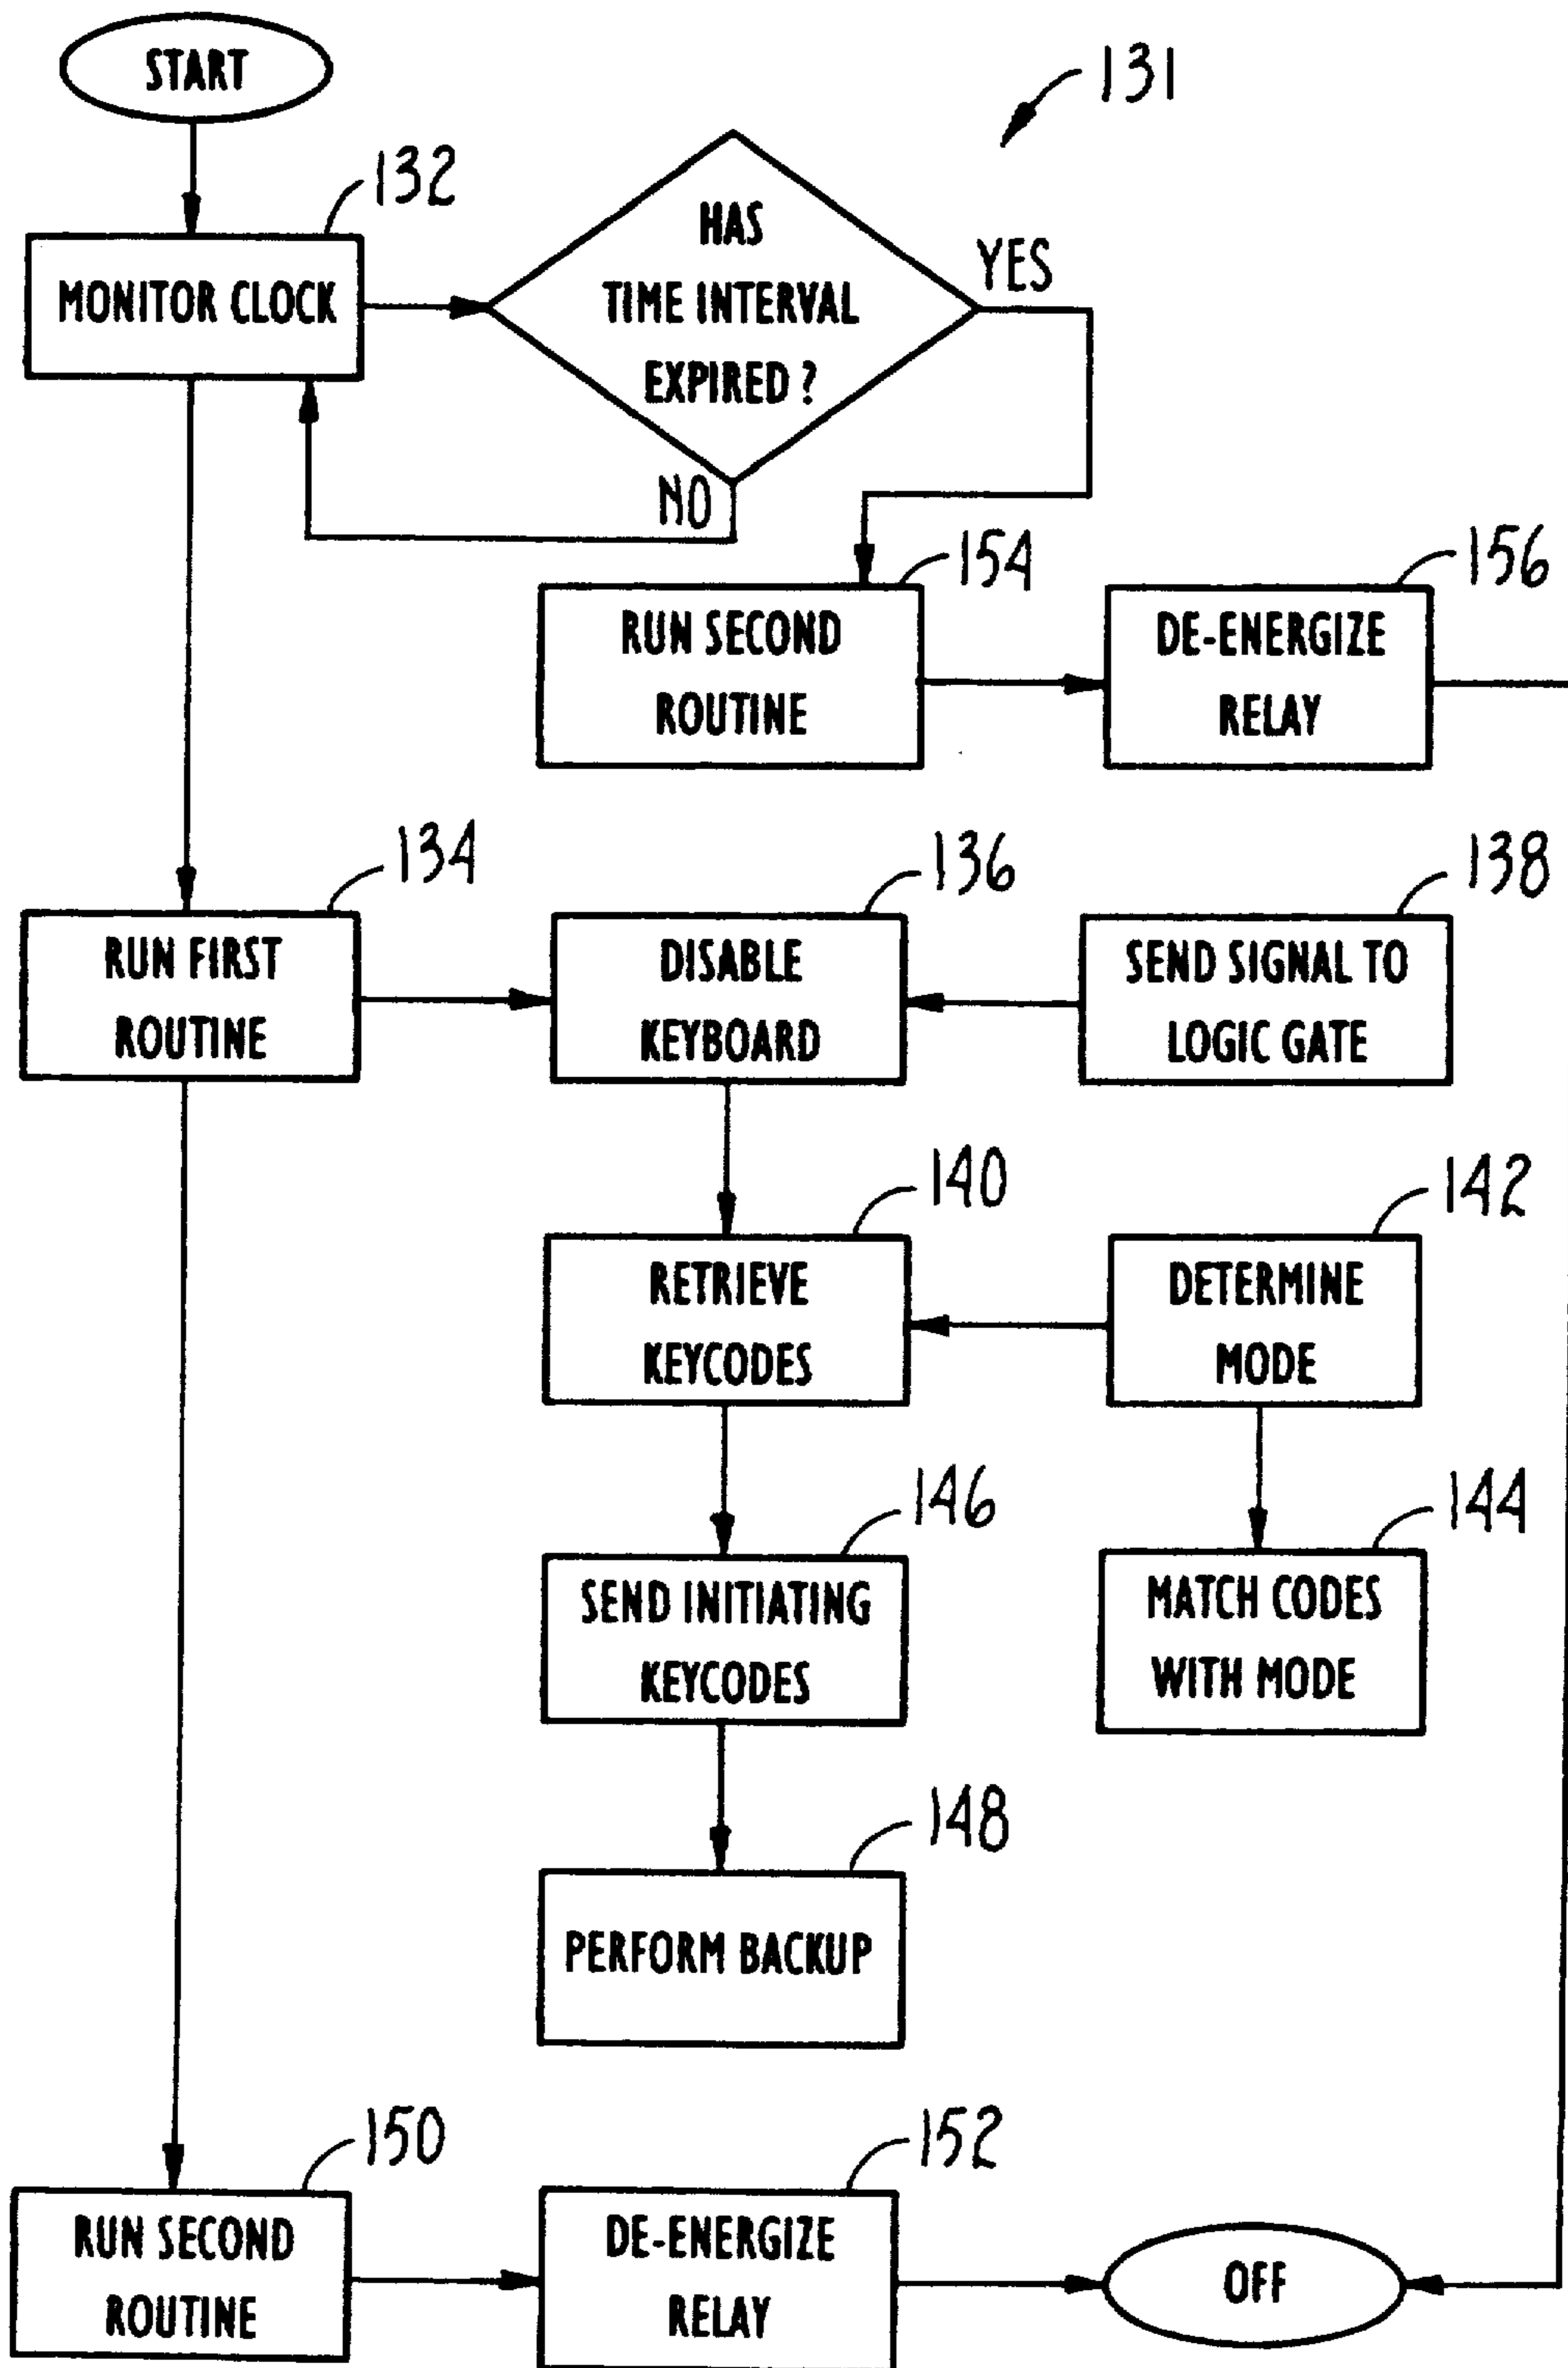 START
131
132
MONITOR CLOCK
HAS
TIME INTERVAL
EXPIRED ?
YES
NO
154
RUN SECOND
ROUTINE
156
DE-ENERGIZE
RELAY
134
RUN FIRST
ROUTINE
136
DISABLE
KEYBOARD
138
SEND SIGNAL TO
LOGIC GATE
140
RETRIEVE
KEYCODES
142
DETERMINE
MODE
146
SEND INITIATING
KEYCODES
144
MATCH CODES
WITH MODE
148
PERFORM BACKUP
150
RUN SECOND
ROUTINE
152
DE-ENERGIZE
RELAY
OFF